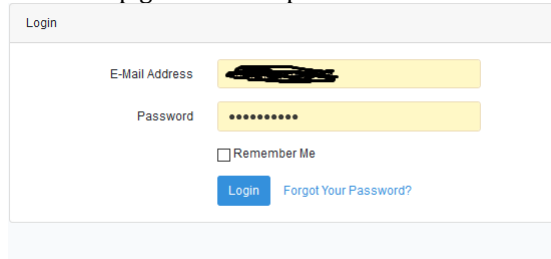 Login
E-Mail Address
Password
Remember Me
Login Forgot Your Password?